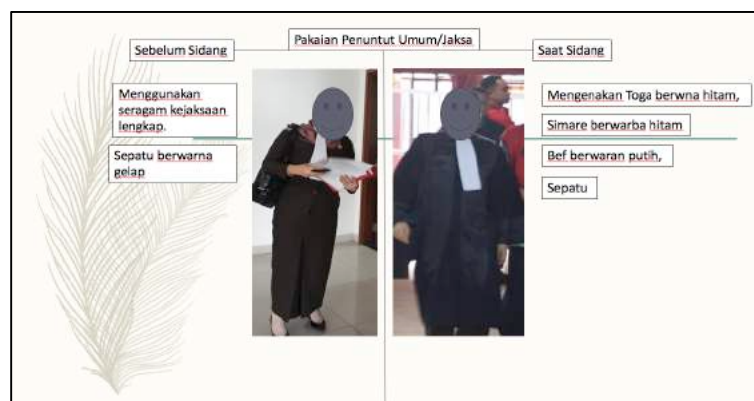 Pakaian Penuntut Umum/Jaksa
Sebelum Sidang
Menggunakan
seragam kejaksaan
lengkap.
Sepatu berwarna
gelap
Saat Sidang
Mengenakan Toga berwna hitam,
Simare berwarba hitam
Bef berwaran putih,
Sepatu